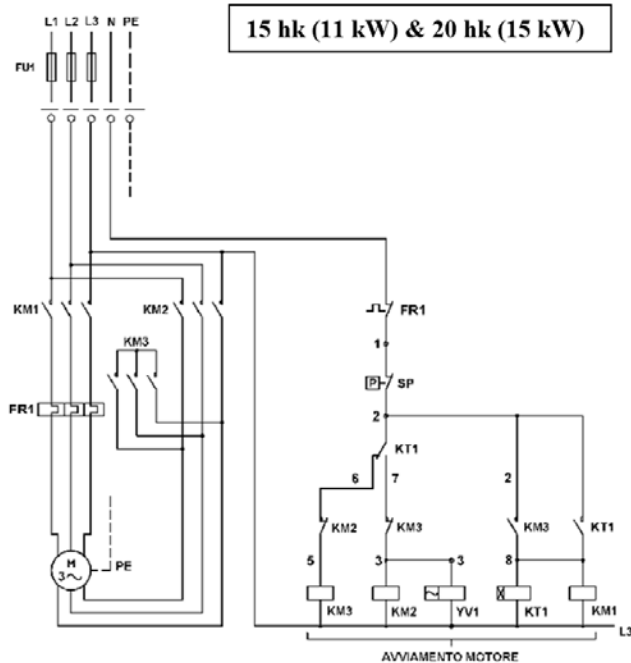 15 hk (11 kW) & 20 hk (15 kW)
L1 L2 L3 N PE
FU1
KM1
KM2
KM3
FR1
FR1
1
P
SP
2
KT1
6
7
2
KM2
KM3
KM3
KT1
5
3
3
8
M
3
PE
KM3
KM2
YV1
KT1
KM1
L3
AVVIAMENTO MOTORE